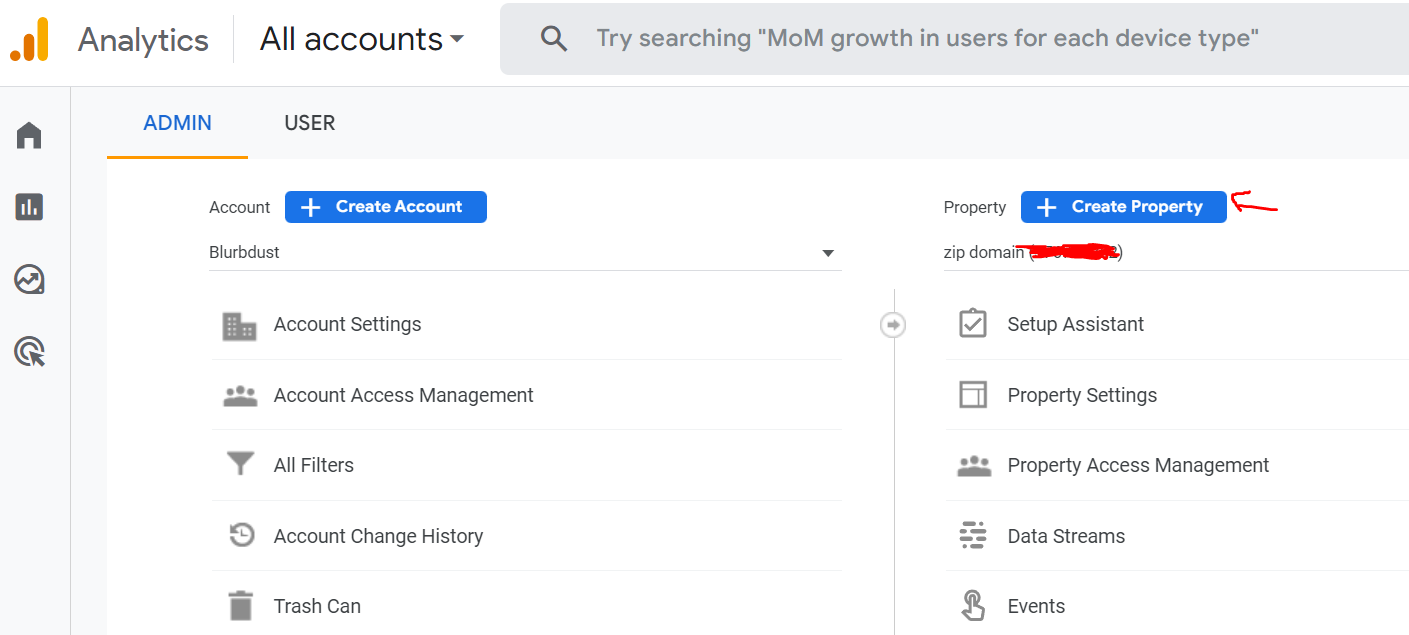 Analytics
All accounts
Try searching "MoM growth in users for each device type"
ADMIN
USER
Account
Create Account
Blurbdust
Account Settings
Account Access Management
All Filters
Account Change History
Trash Can
Property
Create Property
zip domain (
Setup Assistant
Property Settings
Property Access Management
Data Streams
Events